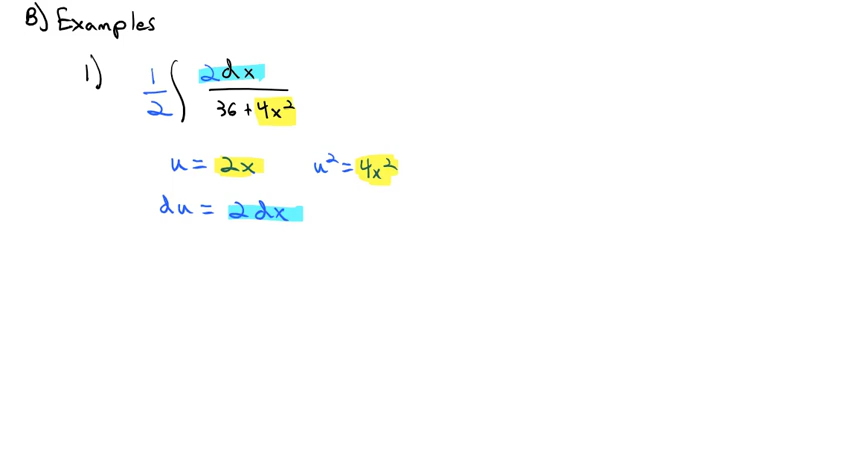 B) Examples
1) 1/2 ∫ 2dx / 36 + 4x²
u = 2x u² = 4x²
du = 2dx